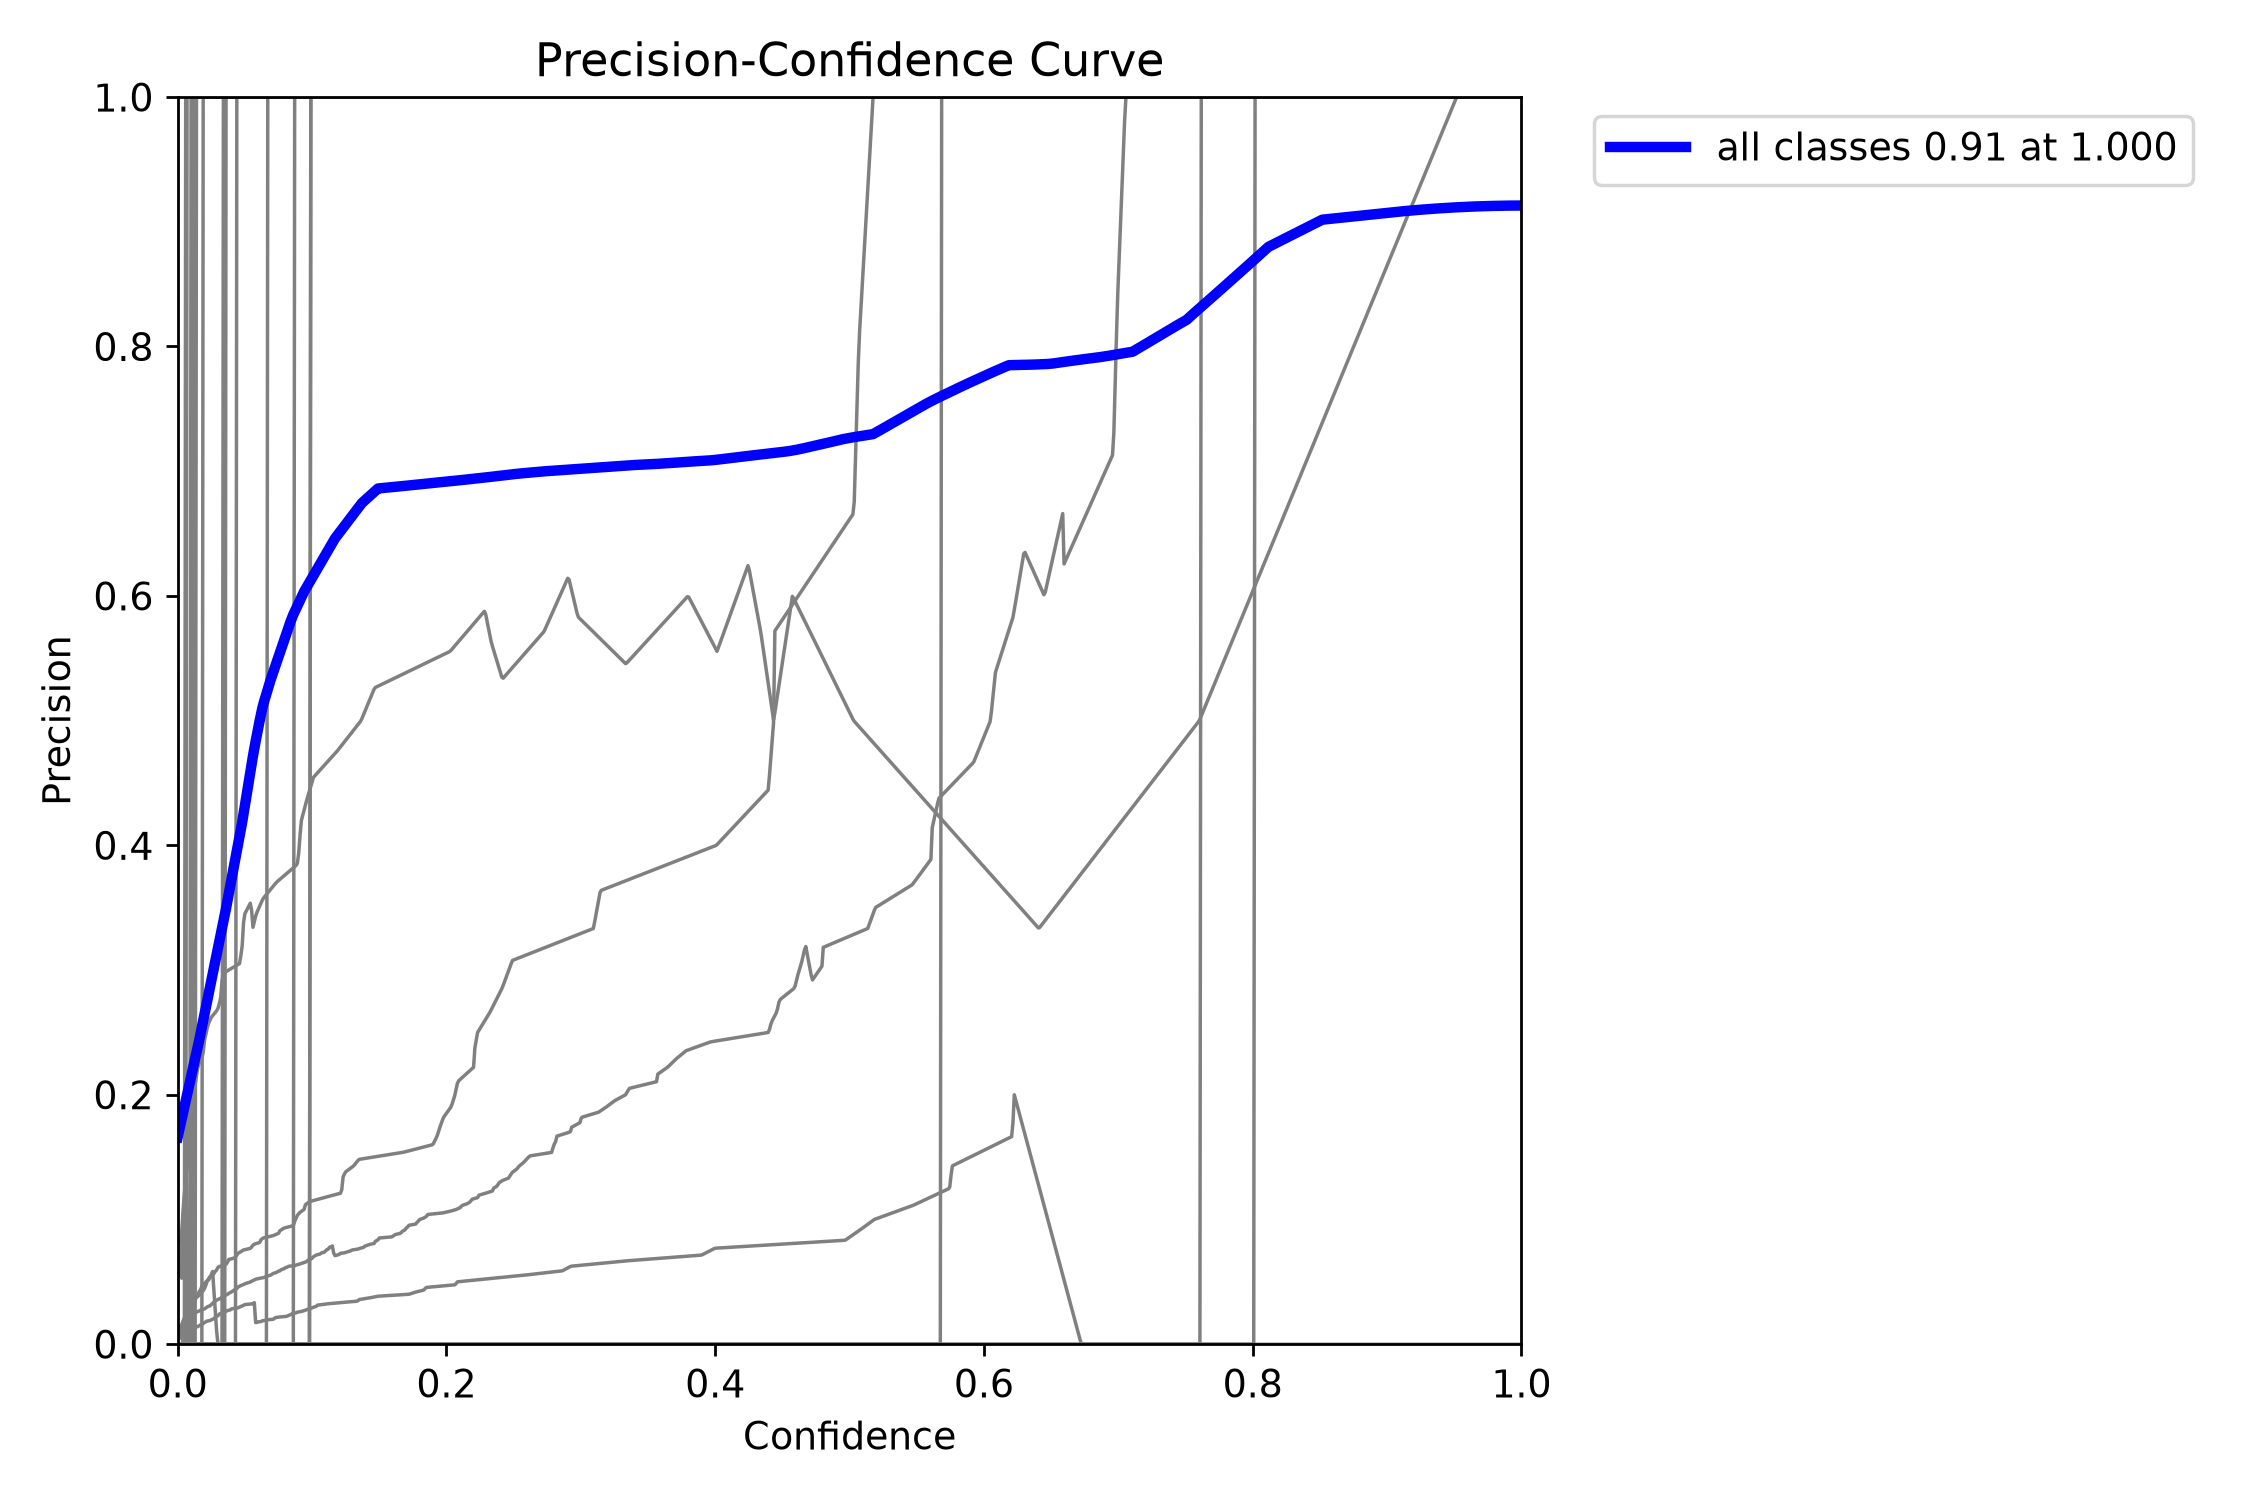 Precision-Confidence Curve
all classes 0.91 at 1.000
1.0
0.8
0.6
0.4
0.2
0.0
Precision
0.0 0.2 0.4 0.6 0.8 1.0
Confidence